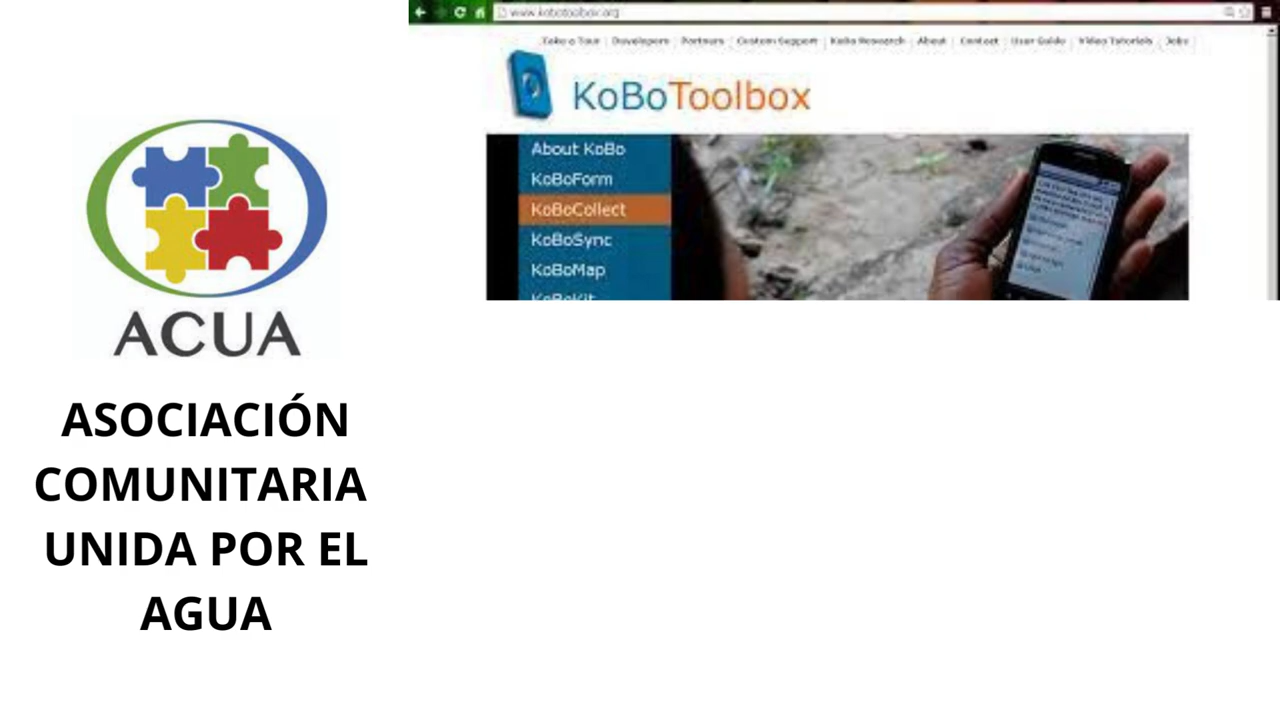 ACUA
ASOCIACIÓN
COMUNITARIA
UNIDA POR EL
AGUA
www.kobotoolbox.org
Take a Tour | Developers | Partners | Custom Support | KoBo Research | About | Contact | User Guide | Video Tutorials | Jobs
KoBoToolbox
About KoBo
KoBoForm
KoBoCollect
KoBoSync
KoBoMap
KoBoKit